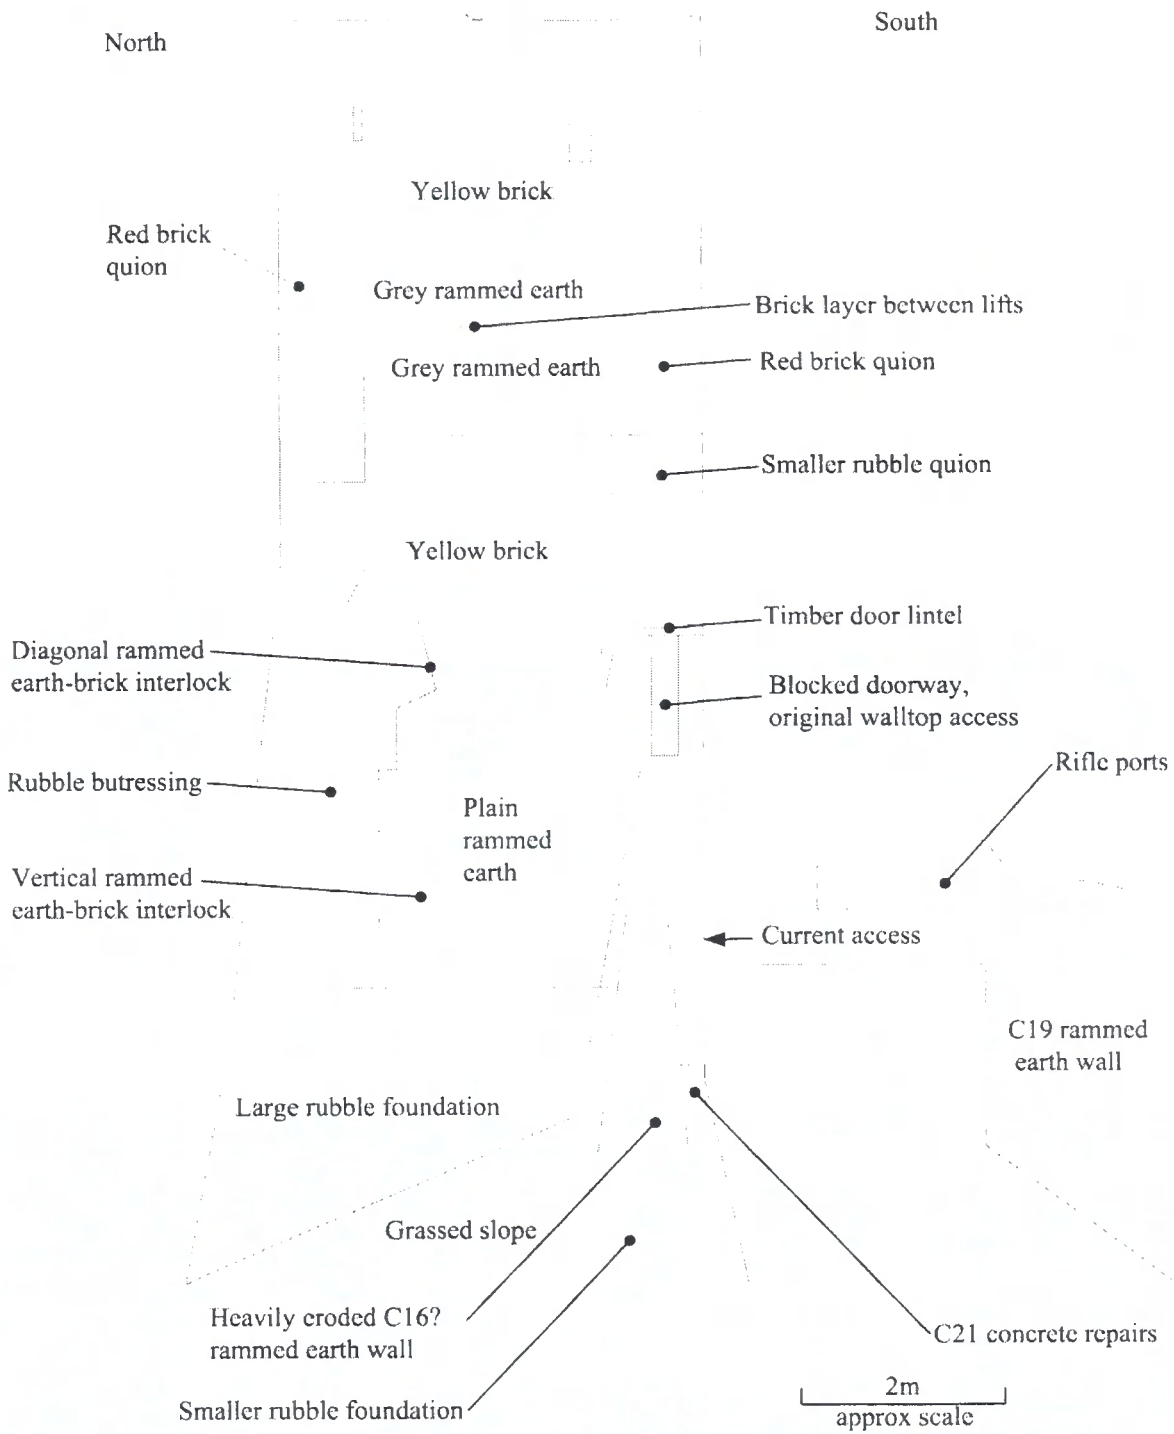 North
South
Yellow brick
Red brick
quion
Grey rammed earth
Brick layer between lifts
Grey rammed earth
Red brick quion
Smaller rubble quion
Yellow brick
Timber door lintel
Diagonal rammed
earth-brick interlock
Blocked doorway,
original walltop access
Rifle ports
Rubble butressing
Plain
rammed
earth
Vertical rammed
earth-brick interlock
Current access
C19 rammed
earth wall
Large rubble foundation
Grassed slope
Heavily eroded C16?
rammed earth wall
C21 concrete repairs
Smaller rubble foundation
2m
approx scale